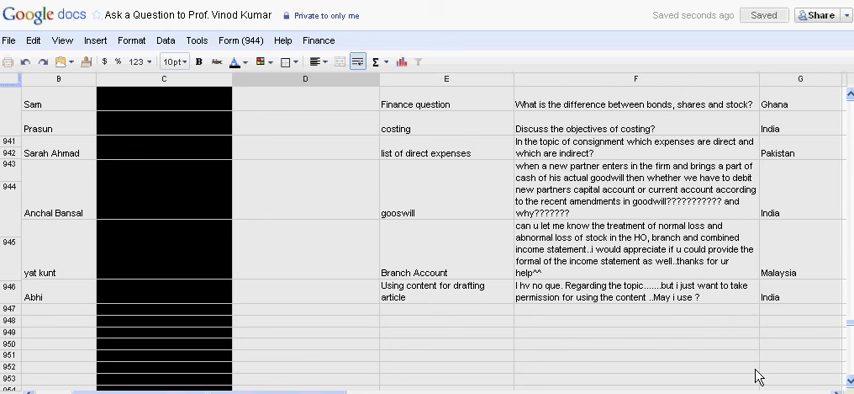 Google docs ☆ Ask a Question to Prof. Vinod Kumar Private to only me Saved seconds ago Saved Share
File Edit View Insert Format Data Tools Form (944) Help Finance
$ % 123 10pt B Abc A Σ
B C D E F G
Sam Finance question What is the difference between bonds, shares and stock? Ghana
Prasun costing Discuss the objectives of costing? India
941
942 Sarah Ahmad list of direct expenses In the topic of consignment which expenses are direct and
which are indirect? Pakistan
943
944 when a new partner enters in the firm and brings a part of
cash of his actual goodwill then whether we have to debit
new partners capital account or current account according
to the recent amendments in goodwill??????????? and
Anchal Bansal gooswill why??????? India
945 can u let me know the treatment of normal loss and
abnormal loss of stock in the HO, branch and combined
income statement..i would appreciate if u could provide the
formal of the income statement as well..thanks for ur
yat kunt Branch Account help^^ Malaysia
946 Using content for drafting I hv no que. Regarding the topic.......but i just want to take
Abhi article permission for using the content ..May i use ? India
947
948
949
950
951
952
953
954